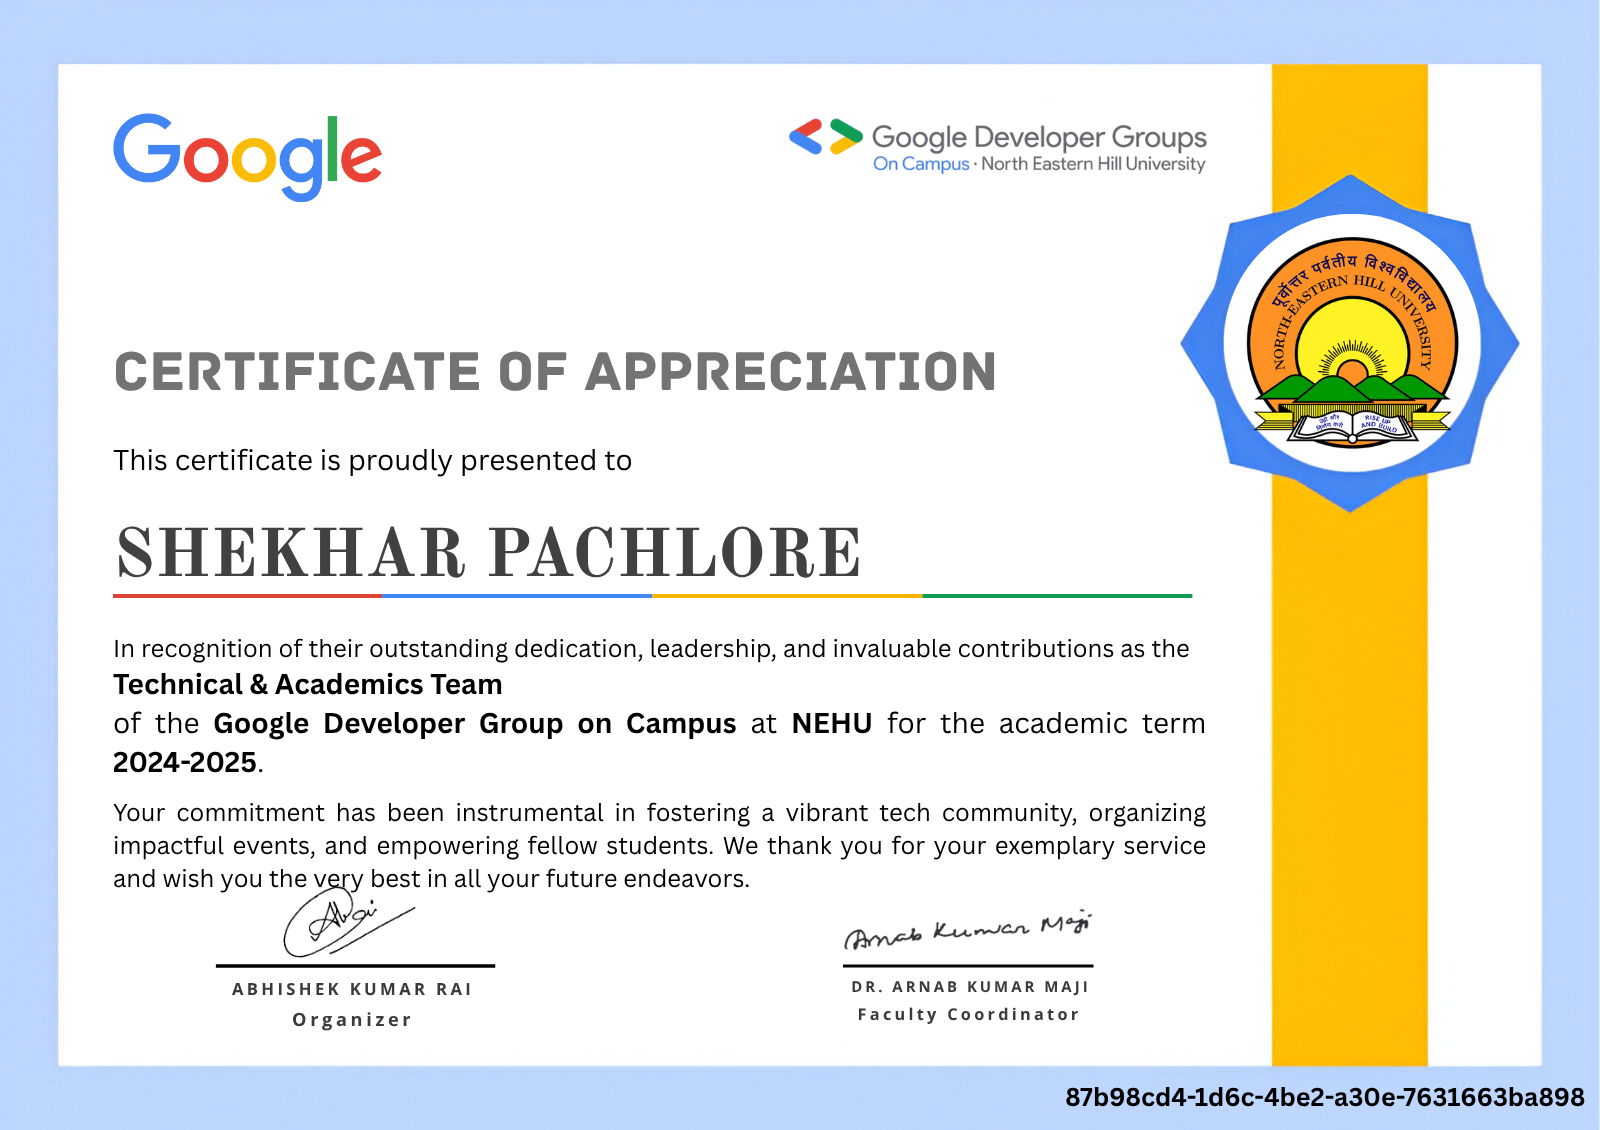 Google
Google Developer Groups
On Campus · North Eastern Hill University
पूर्वोत्तर पर्वतीय विश्वविद्यालय
NORTH-EASTERN HILL UNIVERSITY
RISE UP
AND BUILD
CERTIFICATE OF APPRECIATION
This certificate is proudly presented to
SHEKHAR PACHLORE
In recognition of their outstanding dedication, leadership, and invaluable contributions as the
Technical & Academics Team
of the Google Developer Group on Campus at NEHU for the academic term
2024-2025.
Your commitment has been instrumental in fostering a vibrant tech community, organizing
impactful events, and empowering fellow students. We thank you for your exemplary service
and wish you the very best in all your future endeavors.
Arnab Kumar Maji
ABHISHEK KUMAR RAI
Organizer
DR. ARNAB KUMAR MAJI
Faculty Coordinator
87b98cd4-1d6c-4be2-a30e-7631663ba898